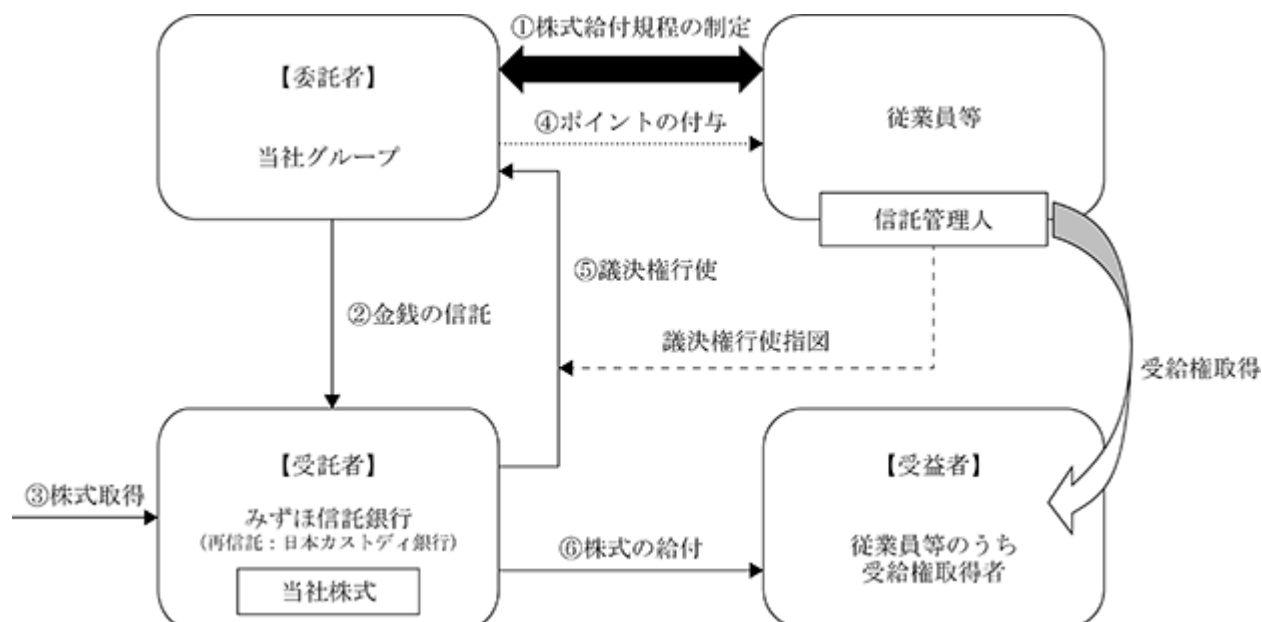 ①株式給付規程の制定
【委託者】
当社グループ
④ポイントの付与
従業員等
信託管理人
②金銭の信託
⑤議決権行使
議決権行使指図
受給権取得
③株式取得
【受託者】
みずほ信託銀行
(再信託：日本カストディ銀行)
当社株式
⑥株式の給付
【受益者】
従業員等のうち
受給権取得者